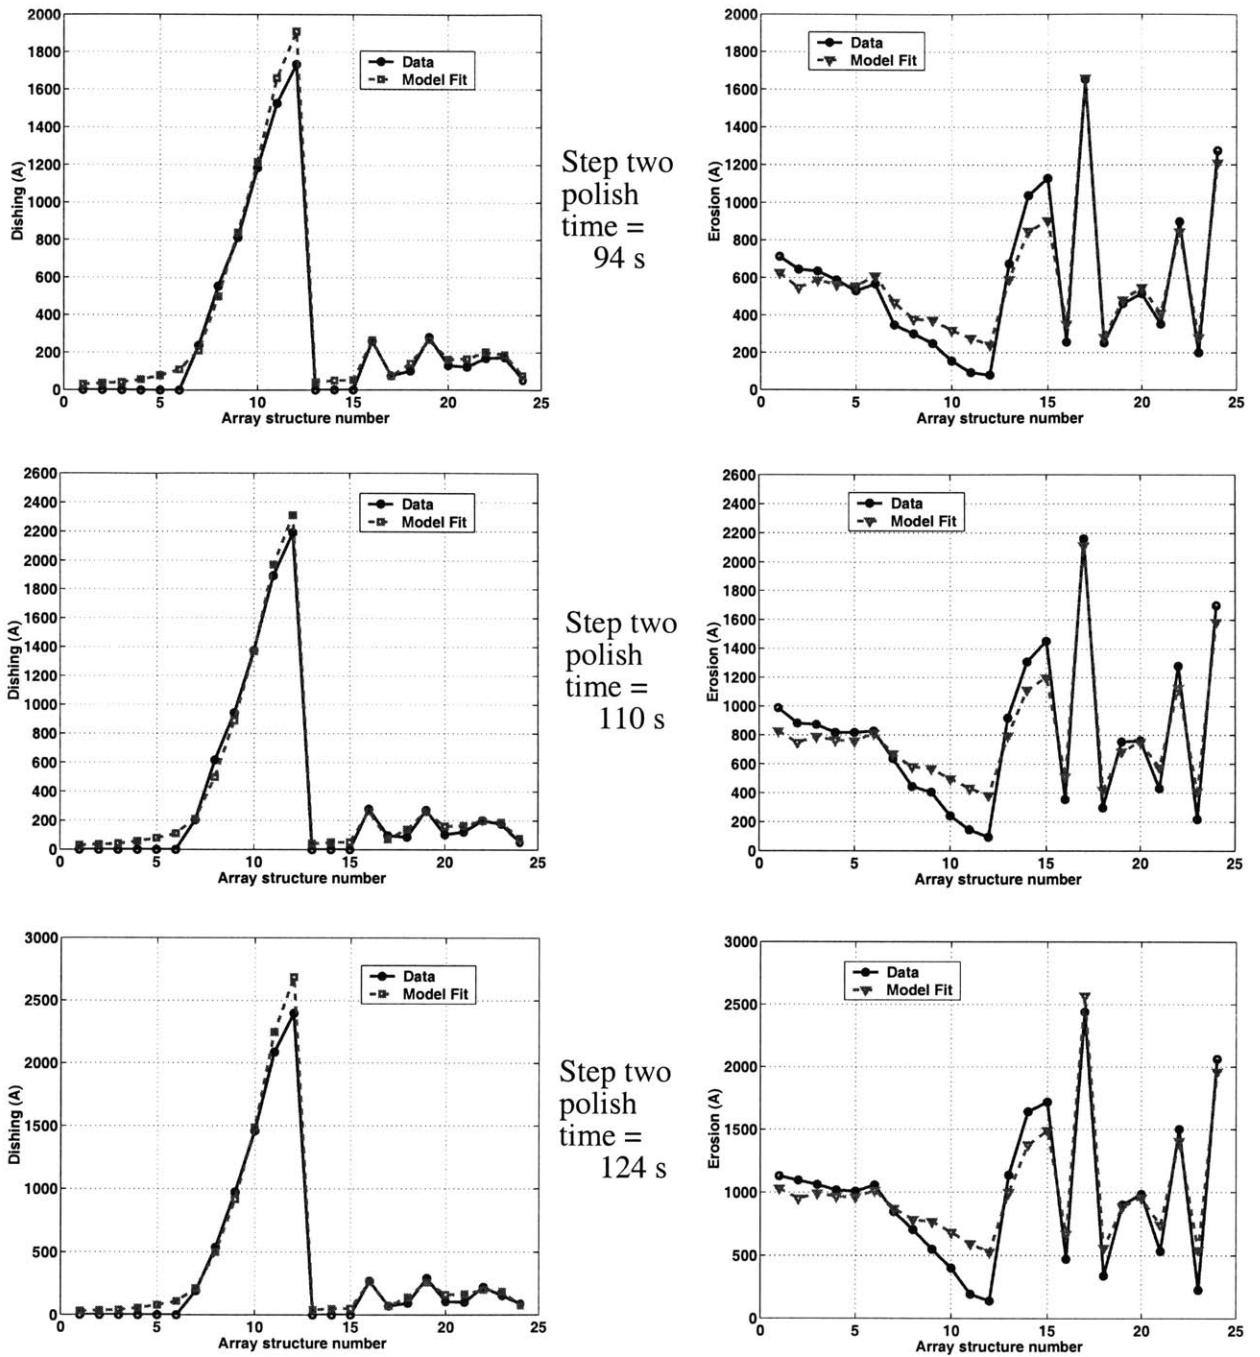 2000
1800
1600
1400
1200
1000
800
600
400
200
0
Dishing (A)
Data
Model Fit
0 5 10 15 20 25
Array structure number
Step two
polish
time =
94 s
2000
1800
1600
1400
1200
1000
800
600
400
200
0
Erosion (A)
Data
Model Fit
0 5 10 15 20 25
Array structure number
2600
2400
2200
2000
1800
1600
1400
1200
1000
800
600
400
200
0
Dishing (A)
Data
Model Fit
0 5 10 15 20 25
Array structure number
Step two
polish
time =
110 s
2600
2400
2200
2000
1800
1600
1400
1200
1000
800
600
400
200
0
Erosion (A)
Data
Model Fit
0 5 10 15 20 25
Array structure number
3000
2500
2000
1500
1000
500
0
Dishing (A)
Data
Model Fit
0 5 10 15 20 25
Array structure number
Step two
polish
time =
124 s
3000
2500
2000
1500
1000
500
0
Erosion (A)
Data
Model Fit
0 5 10 15 20 25
Array structure number